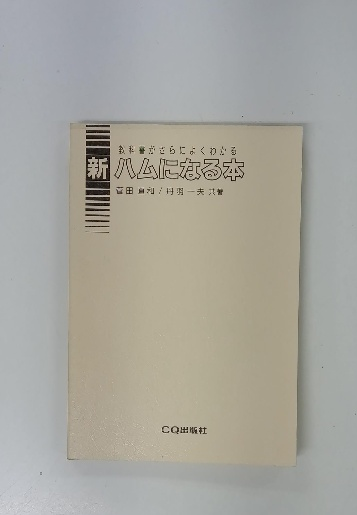 教科書がさらによくわかる
新ハムになる本
CQ出版社